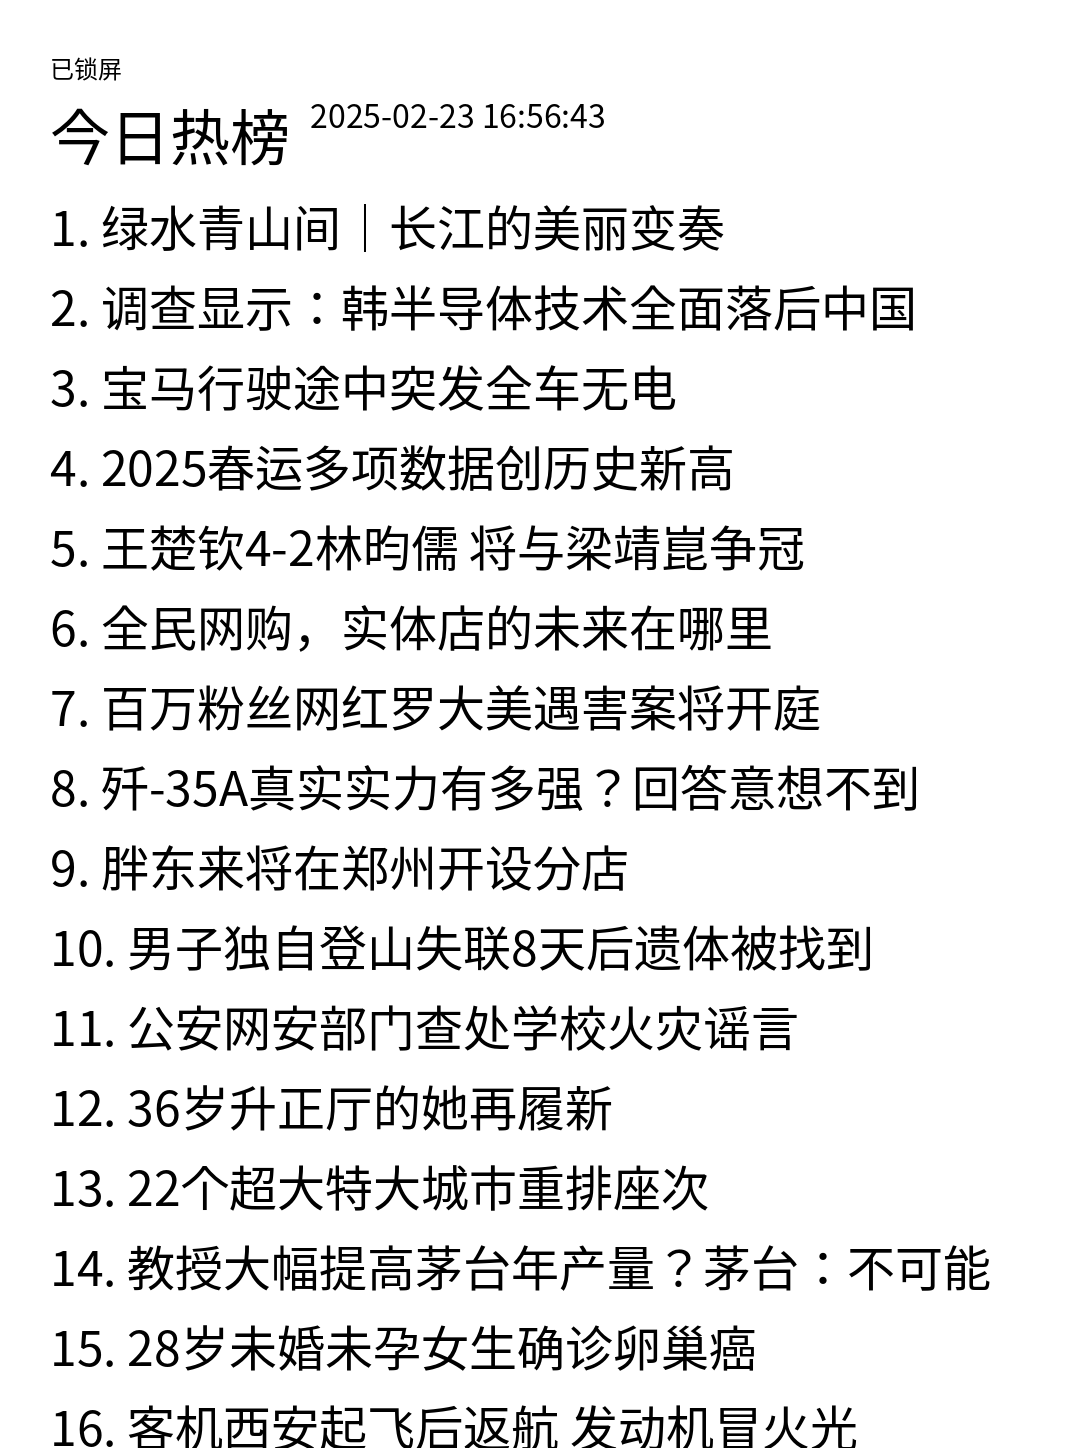 已锁屏
今日热榜 2025-02-23 16:56:43
1. 绿水青山间｜长江的美丽变奏
2. 调查显示：韩半导体技术全面落后中国
3. 宝马行驶途中突发全车无电
4. 2025春运多项数据创历史新高
5. 王楚钦4-2林昀儒 将与梁靖崑争冠
6. 全民网购，实体店的未来在哪里
7. 百万粉丝网红罗大美遇害案将开庭
8. 歼-35A真实实力有多强？回答意想不到
9. 胖东来将在郑州开设分店
10. 男子独自登山失联8天后遗体被找到
11. 公安网安部门查处学校火灾谣言
12. 36岁升正厅的她再履新
13. 22个超大特大城市重排座次
14. 教授大幅提高茅台年产量？茅台：不可能
15. 28岁未婚未孕女生确诊卵巢癌
16. 客机西安起飞后返航 发动机冒火光